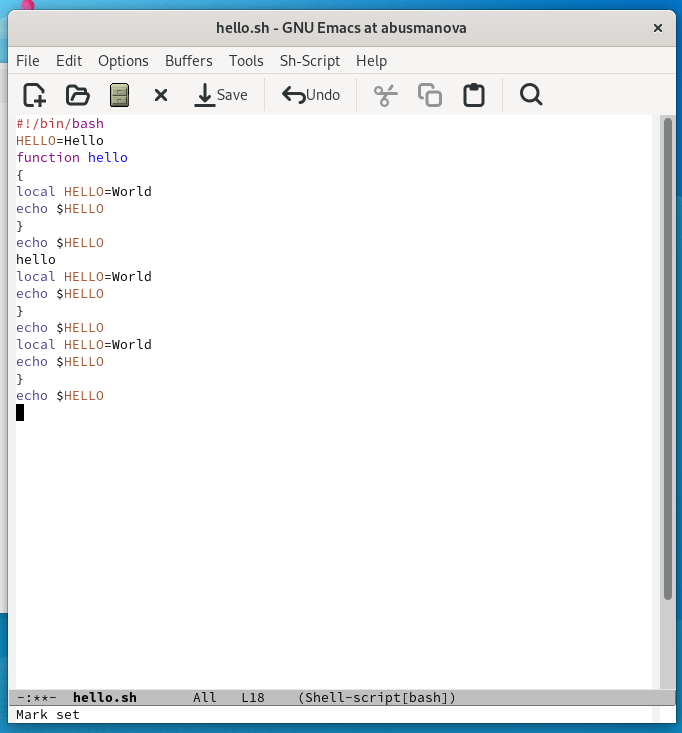 hello.sh - GNU Emacs at abusmanova
File Edit Options Buffers Tools Sh-Script Help
Save Undo
#!/bin/bash
HELLO=Hello
function hello
{
local HELLO=World
echo $HELLO
}
echo $HELLO
hello
local HELLO=World
echo $HELLO
}
echo $HELLO
local HELLO=World
echo $HELLO
}
echo $HELLO
-:**- hello.sh All L18 (Shell-script[bash])
Mark set